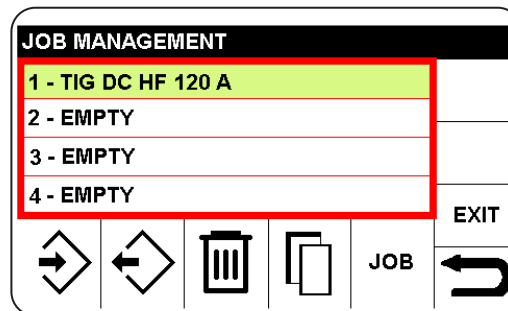 JOB MANAGEMENT
1 - TIG DC HF 120 A
2 - EMPTY
3 - EMPTY
4 - EMPTY
EXIT
JOB